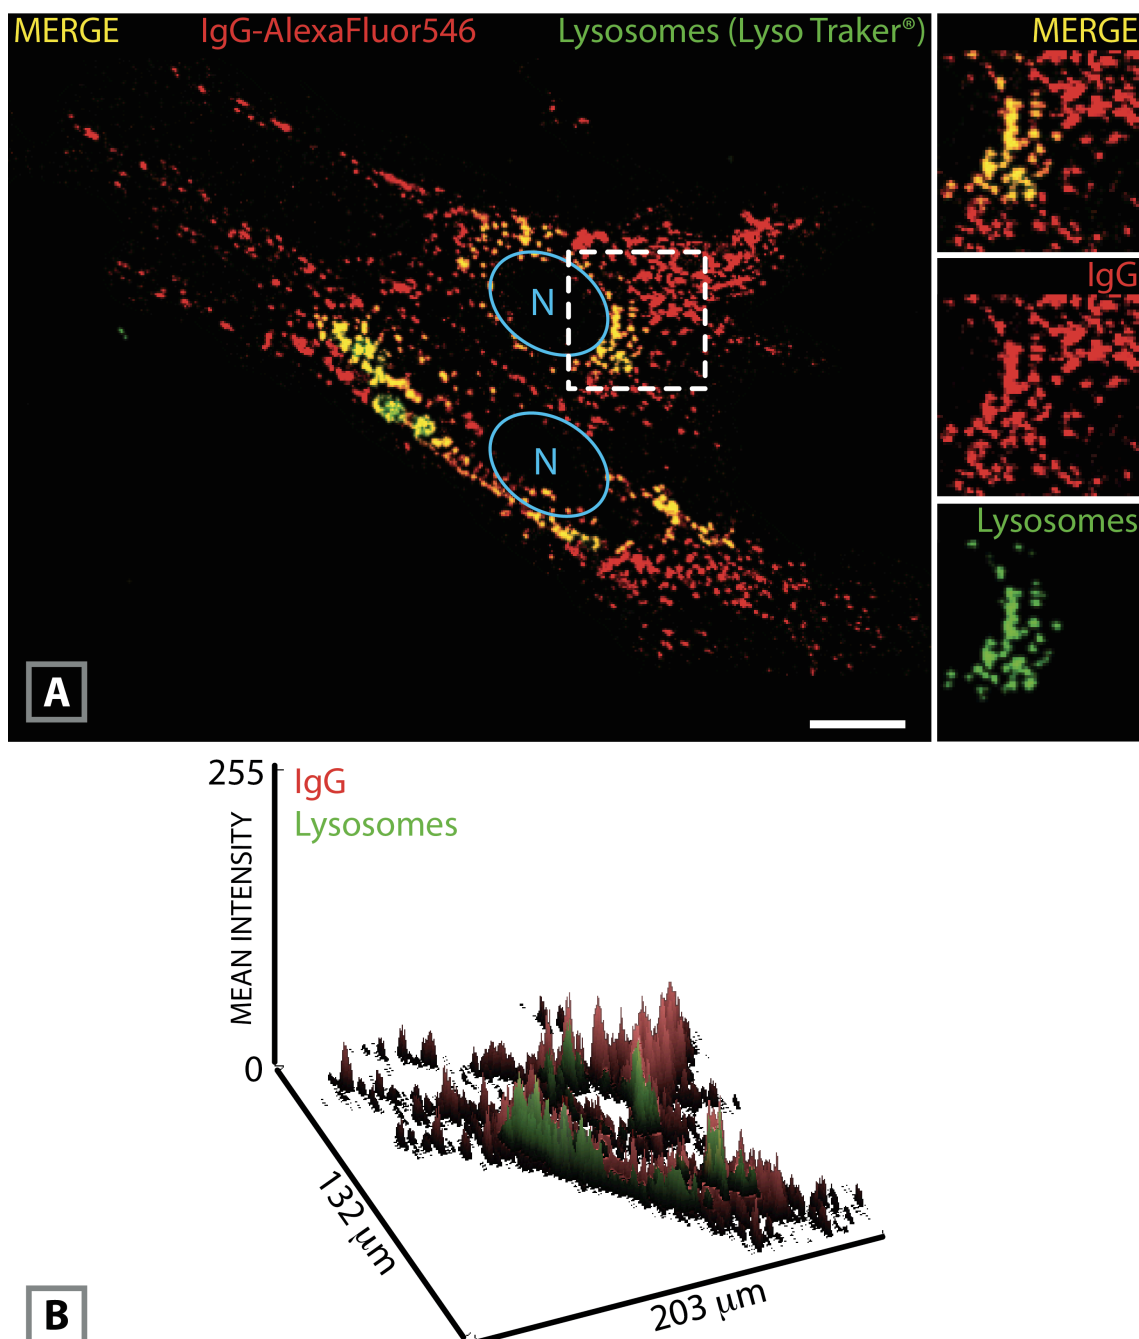 MERGE IgG-AlexaFluor546 Lysosomes (Lyso Traker®)
MERGE
IgG
Lysosomes
N
N
A
255
IgG
Lysosomes
MEAN INTENSITY
0
132 µm
203 µm
B